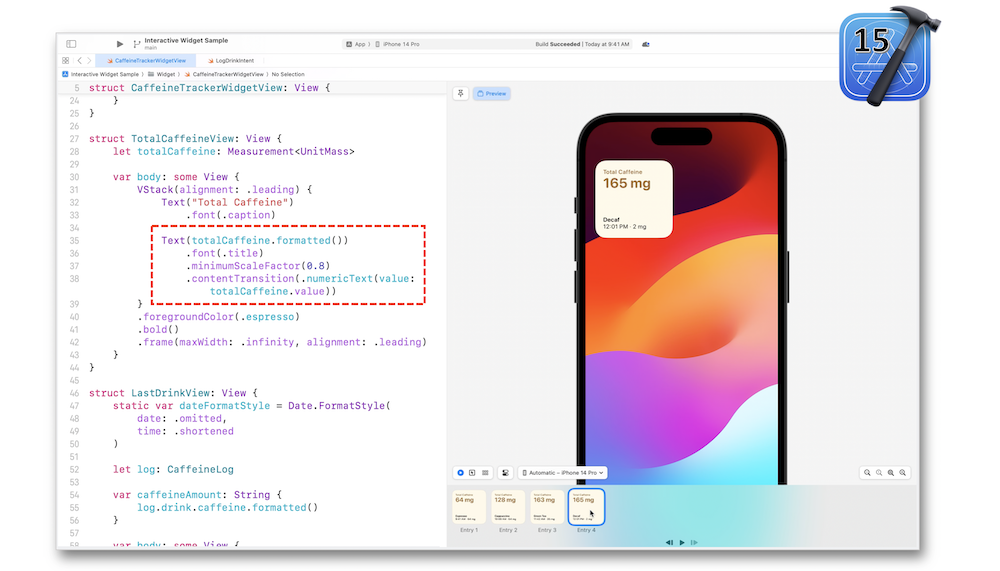 15
Interactive Widget Sample
main
App 〉 iPhone 14 Pro
Build Succeeded | Today at 9:41 AM
CaffeineTrackerWidgetView
LogDrinkIntent
Interactive Widget Sample 〉 Widget 〉 CaffeineTrackerWidgetView 〉 No Selection
5 struct CaffeineTrackerWidgetView: View {
24 }
25 }
26
27 struct TotalCaffeineView: View {
28 let totalCaffeine: Measurement<UnitMass>
29
30 var body: some View {
31 VStack(alignment: .leading) {
32 Text("Total Caffeine")
33 .font(.caption)
34
35 Text(totalCaffeine.formatted())
36 .font(.title)
37 .minimumScaleFactor(0.8)
38 .contentTransition(.numericText(value:
totalCaffeine.value))
39 }
40 .foregroundColor(.espresso)
41 .bold()
42 .frame(maxWidth: .infinity, alignment: .leading)
43 }
44 }
45
46 struct LastDrinkView: View {
47 static var dateFormatStyle = Date.FormatStyle(
48 date: .omitted,
49 time: .shortened
50 )
51
52 let log: CaffeineLog
53
54 var caffeineAmount: String {
55 log.drink.caffeine.formatted()
56 }
57
58 var body: some View {
Preview
Total Caffeine
165 mg
Decaf
12:01 PM · 2 mg
Automatic – iPhone 14 Pro
64 mg
Entry 1
128 mg
Entry 2
163 mg
Entry 3
165 mg
Entry 4